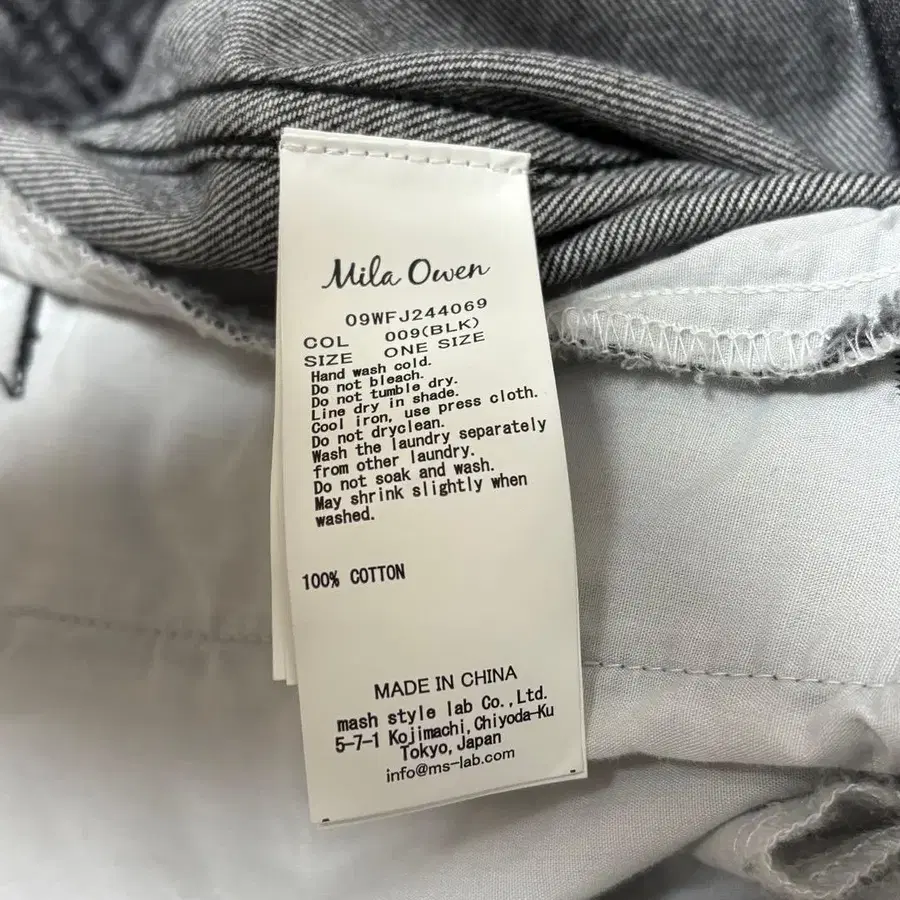 Mila Owen
09WFJ244069
COL 009(BLK)
SIZE ONE SIZE
Hand wash cold.
Do not bleach.
Do not tumble dry.
Line dry in shade.
Cool iron, use press cloth.
Do not dryclean.
Wash the laundry separately
from other laundry.
Do not soak and wash.
May shrink slightly when
washed.
100% COTTON
MADE IN CHINA
mash style lab Co.,Ltd.
5-7-1 Kojimachi,Chiyoda-Ku
Tokyo,Japan
info@ms-lab.com